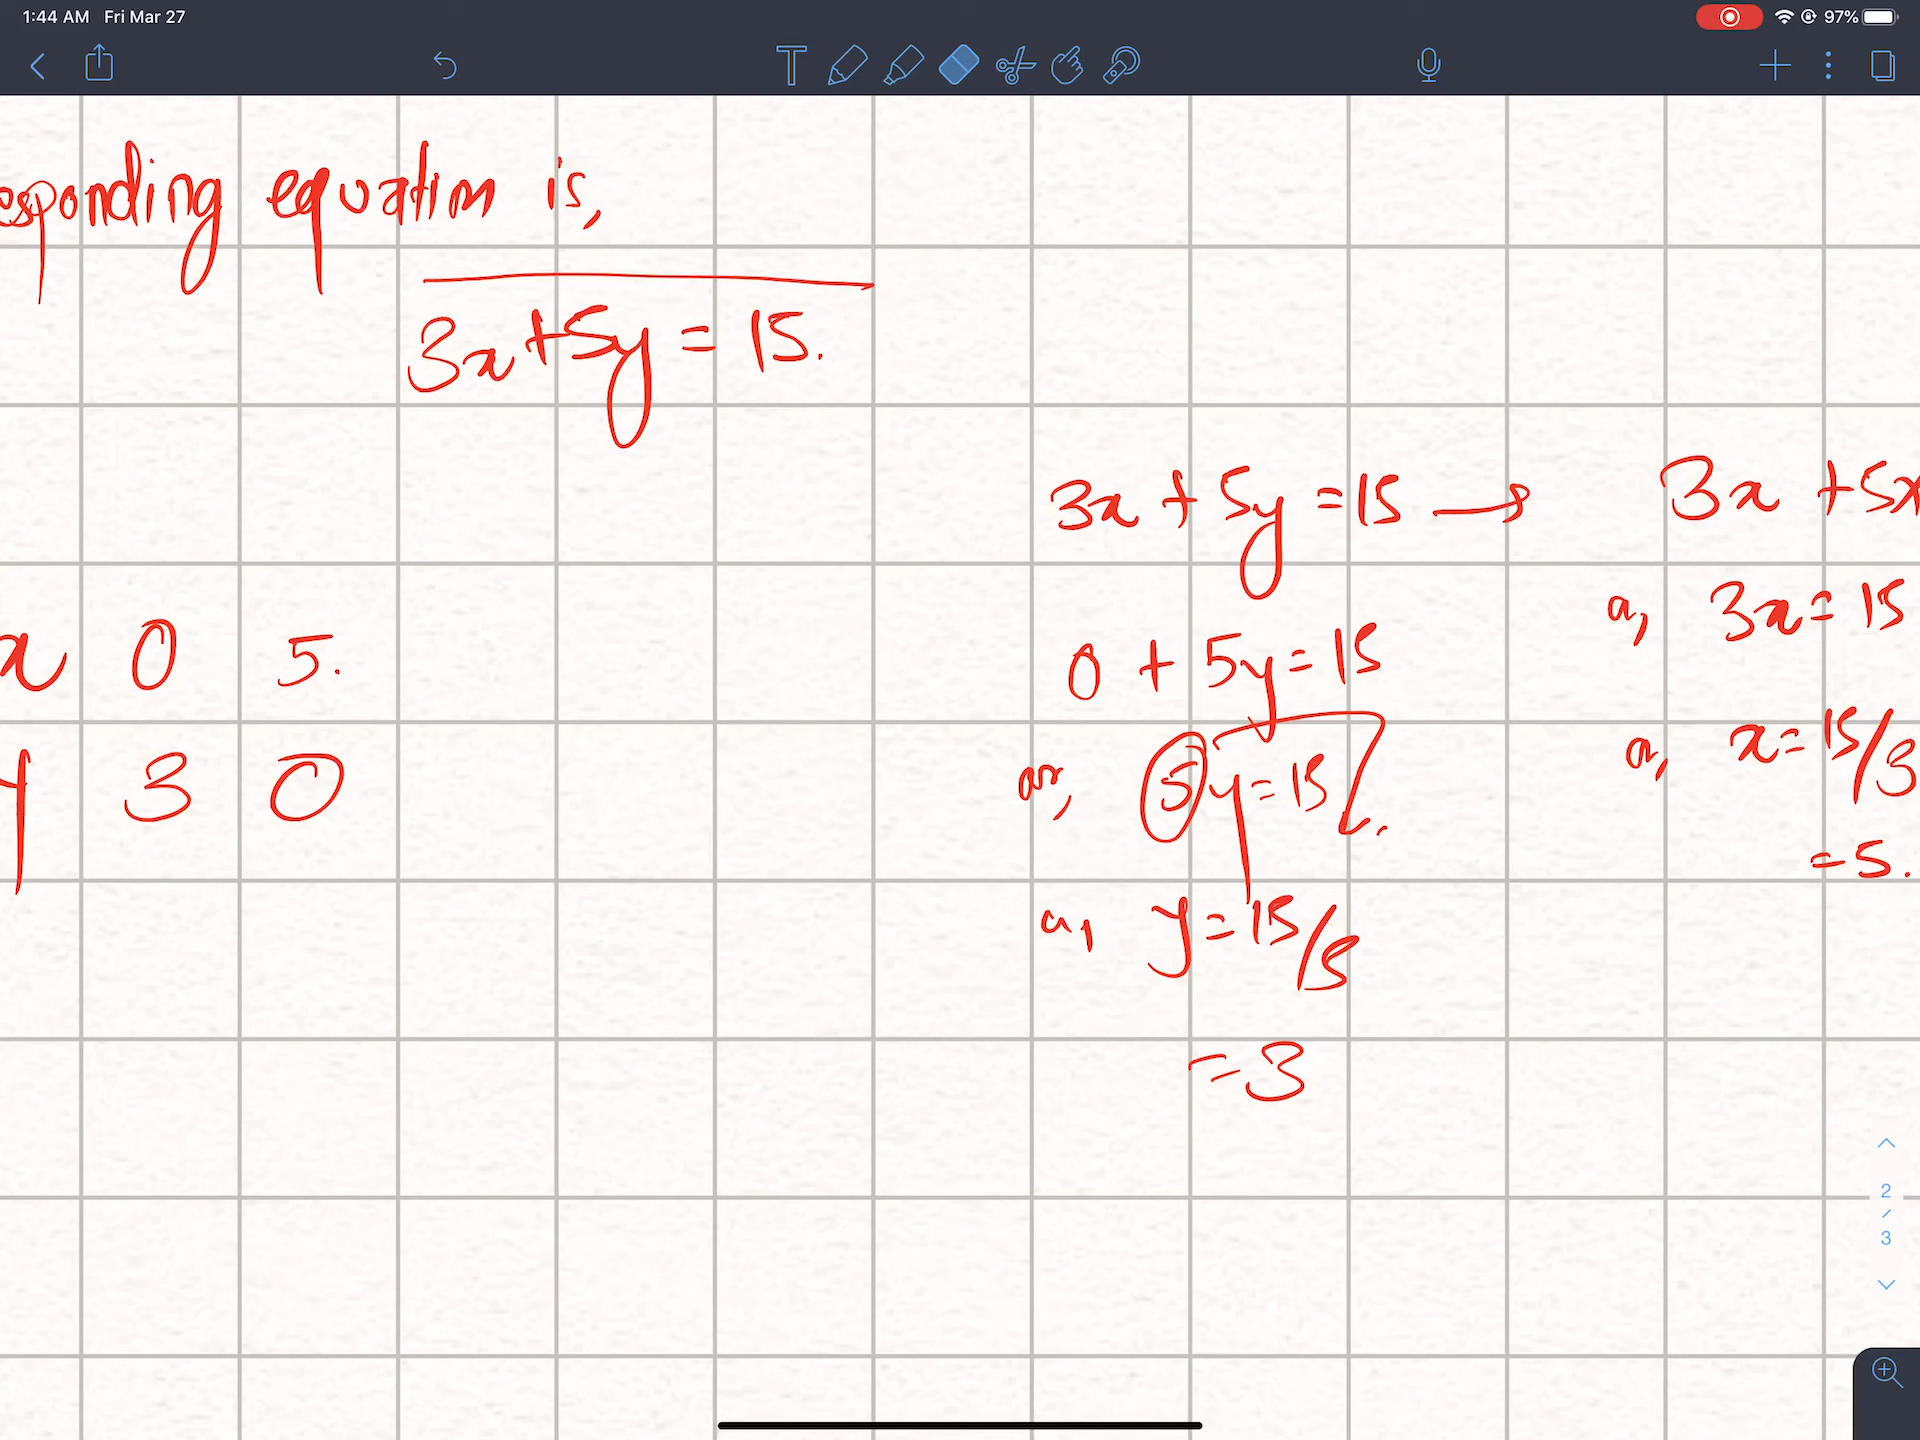 1:44 AM Fri Mar 27
97%
esponding equation is,
3x + 5y = 15.
3x + 5y = 15 →
0 + 5y = 15
or, 5y = 15
or, y = 15/5
= 3
3x + 5x
or, 3x = 15
or, x = 15/3
= 5.
x 0 5.
y 3 0
2
/
3